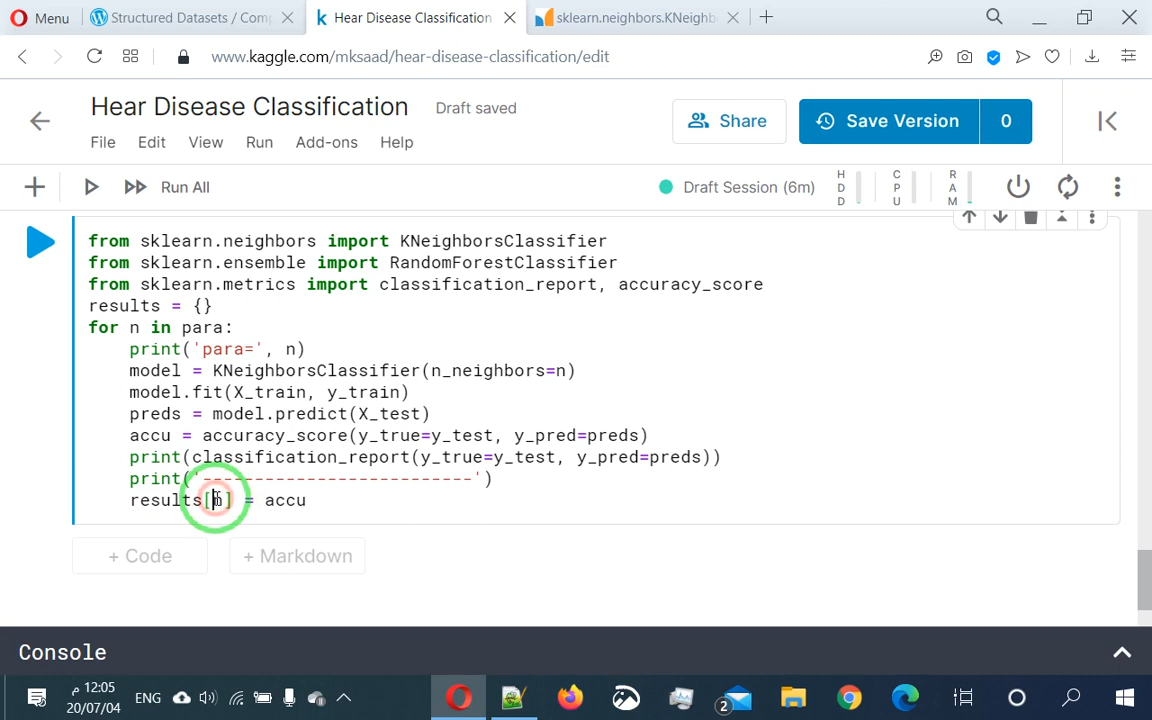 Menu
Structured Datasets / Comp
Hear Disease Classification
sklearn.neighbors.KNeighb
www.kaggle.com/mksaad/hear-disease-classification/edit
Hear Disease Classification
Draft saved
Share
Save Version
0
File Edit View Run Add-ons Help
Run All
Draft Session (6m)
HDD
CPU
RAM
from sklearn.neighbors import KNeighborsClassifier
from sklearn.ensemble import RandomForestClassifier
from sklearn.metrics import classification_report, accuracy_score
results = {}
for n in para:
print('para=', n)
model = KNeighborsClassifier(n_neighbors=n)
model.fit(X_train, y_train)
preds = model.predict(X_test)
accu = accuracy_score(y_true=y_test, y_pred=preds)
print(classification_report(y_true=y_test, y_pred=preds))
print('--------------------------')
results[n] = accu
+ Code
+ Markdown
Console
12:05 م
20/07/04
ENG
2